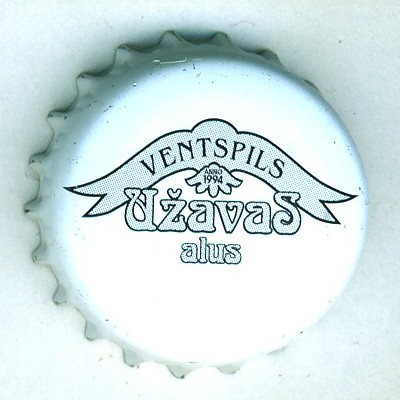 VENTSPILS
ANNO
1994
Užavas
alus